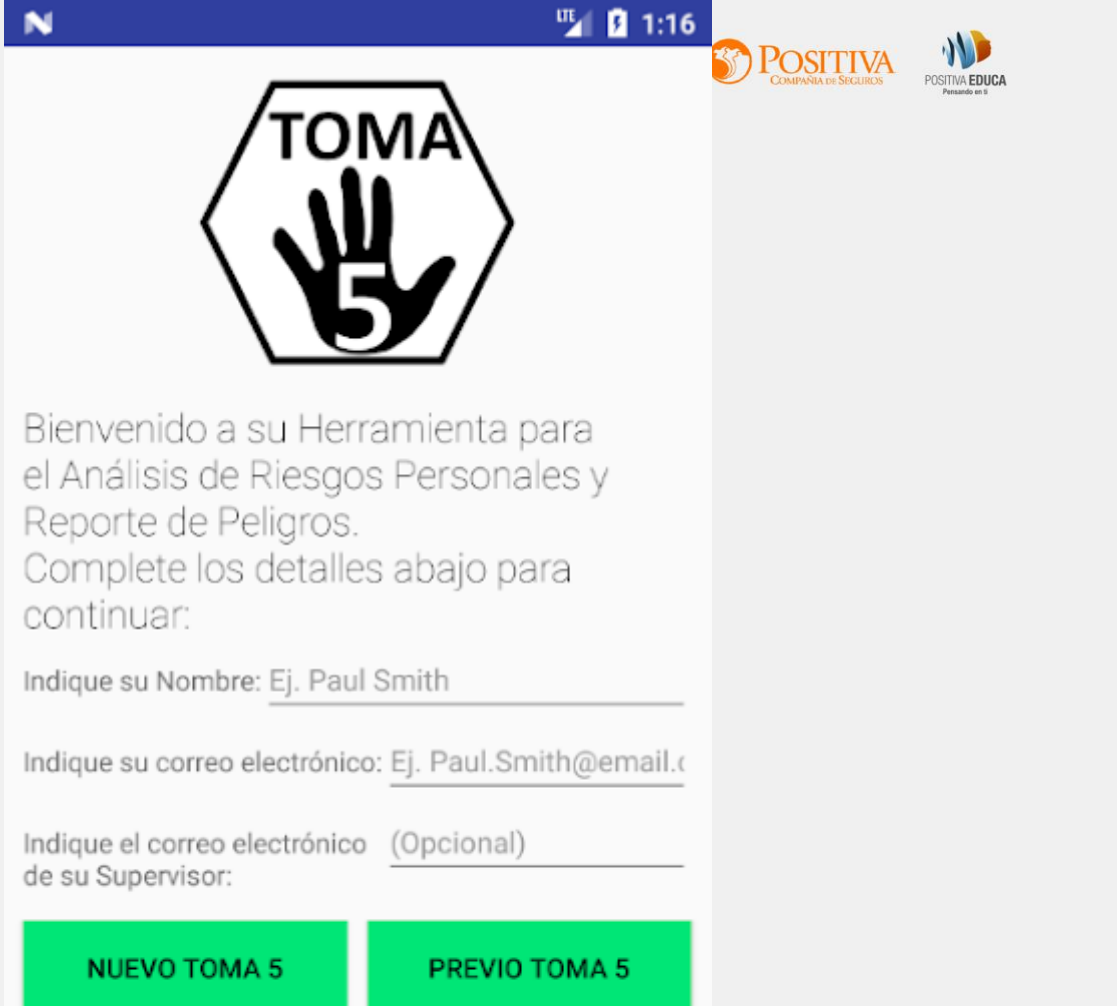 LTE 1:16
POSITIVA
COMPAÑIA DE SEGUROS
POSITIVA EDUCA
Pensando en ti
TOMA
5
Bienvenido a su Herramienta para
el Análisis de Riesgos Personales y
Reporte de Peligros.
Complete los detalles abajo para
continuar:
Indique su Nombre: Ej. Paul Smith
Indique su correo electrónico: Ej. Paul.Smith@email.c
Indique el correo electrónico (Opcional)
de su Supervisor:
NUEVO TOMA 5 PREVIO TOMA 5